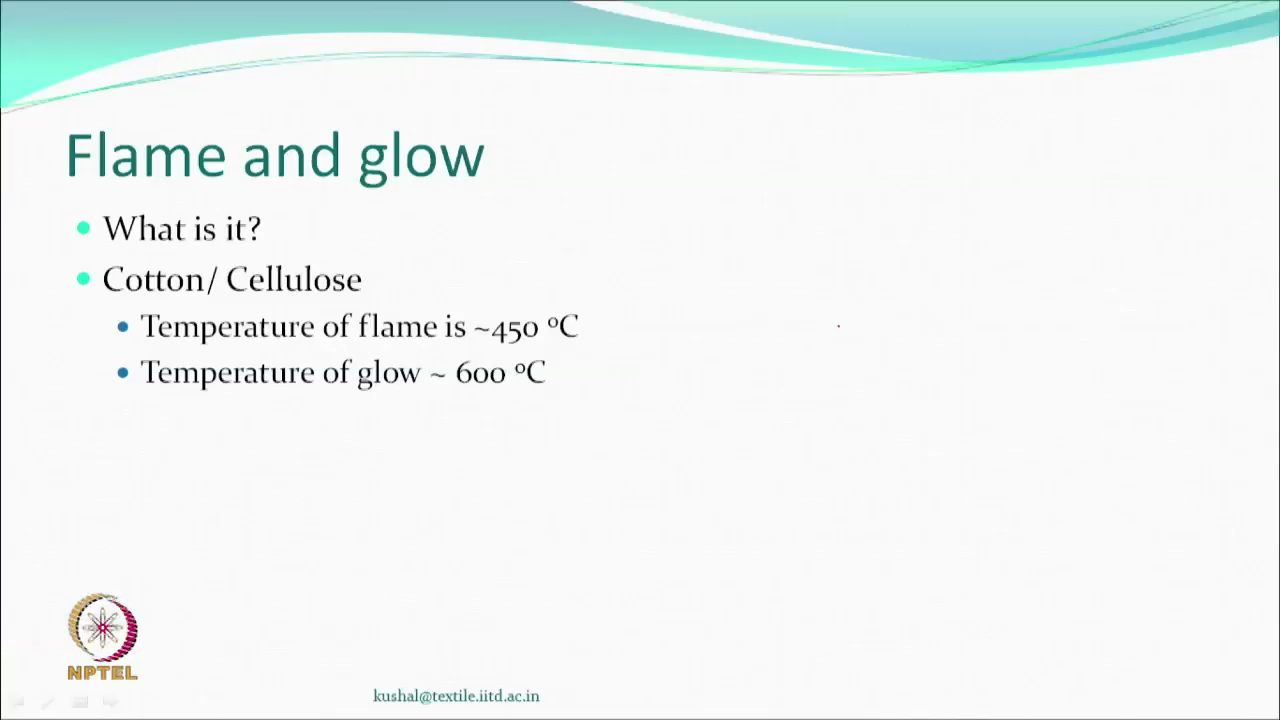 Flame and glow
What is it?
Cotton/ Cellulose
Temperature of flame is ~450 ºC
Temperature of glow ~ 600 ºC
NPTEL
kushal@textile.iitd.ac.in